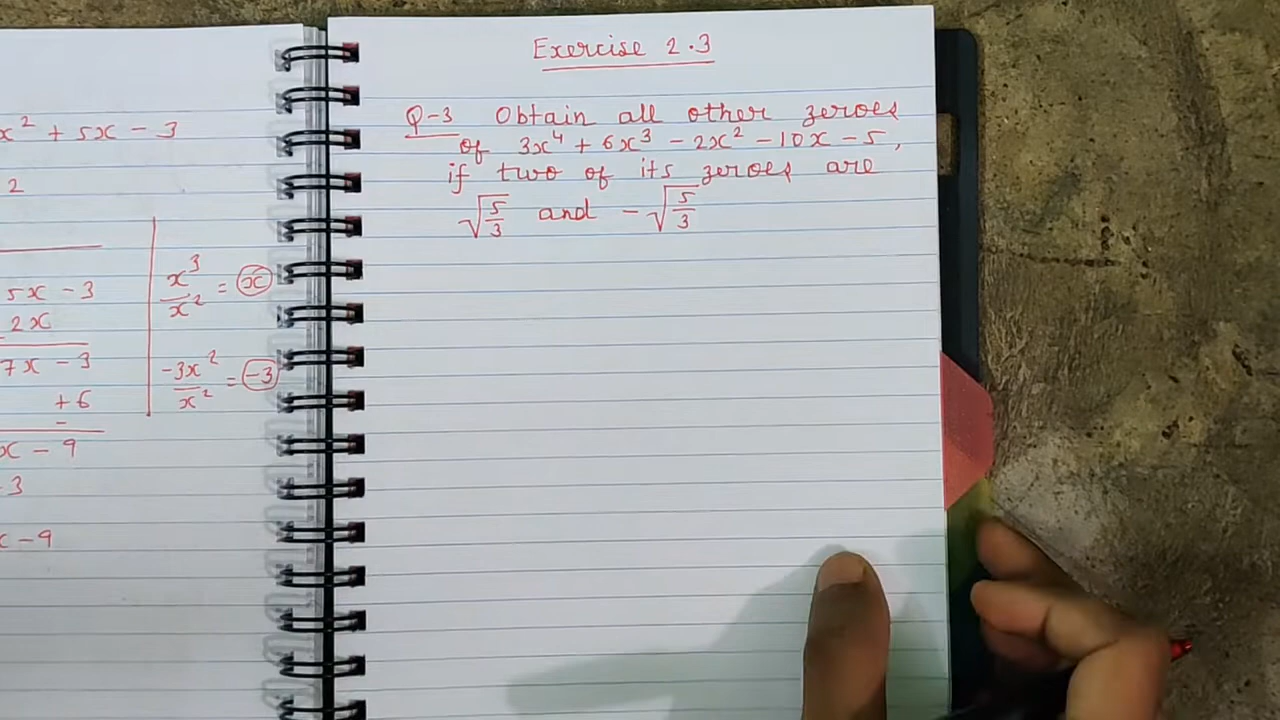 x² + 5x - 3
2
5x - 3
2x
7x - 3
+ 6
-
x - 9
3
x - 9
x³/x² = x
-3x²/x² = -3
Exercise 2.3
Q-3 Obtain all other zeroes
of 3x⁴ + 6x³ - 2x² - 10x - 5,
if two of its zeroes are
√5/3 and -√5/3